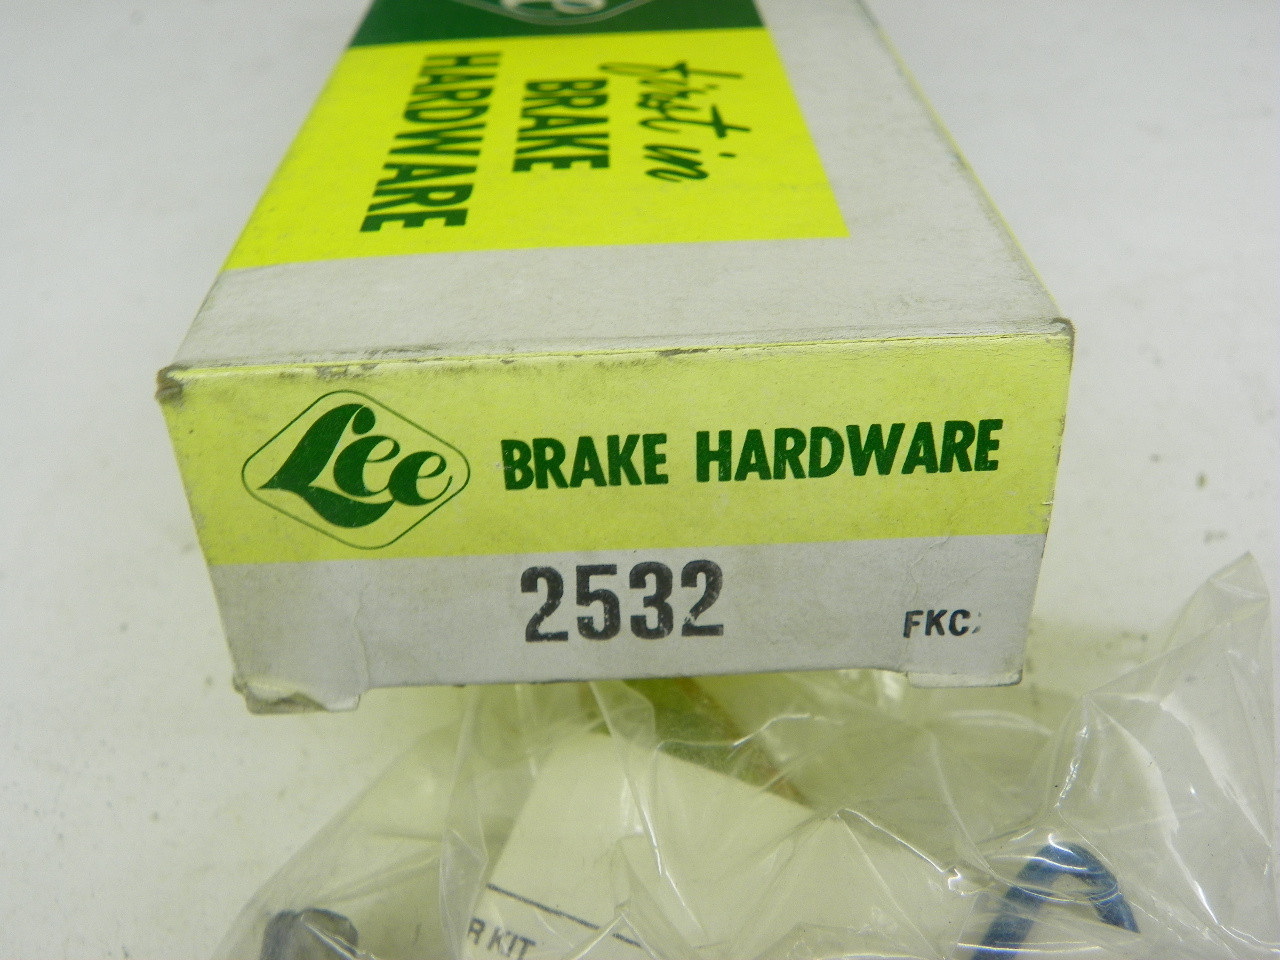 first in
BRAKE
HARDWARE
Lee
BRAKE HARDWARE
2532
FKC
R KIT